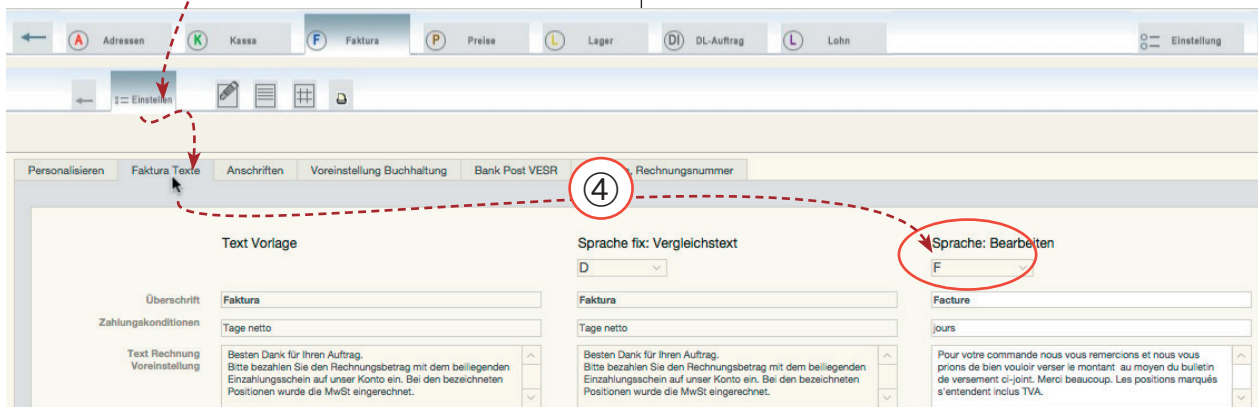 A Adressen K Kassa F Faktura P Preise L Lager DI DL-Auftrag L Lohn Einstellung
Einstellen
Personalisieren Faktura Texte Anschriften Voreinstellung Buchhaltung Bank Post VESR Rechnungsnummer
4
Text Vorlage Sprache fix: Vergleichstext Sprache: Bearbeiten
D F
Überschrift Faktura Faktura Facture
Zahlungskonditionen Tage netto Tage netto jours
Text Rechnung
Voreinstellung
Besten Dank für Ihren Auftrag.
Bitte bezahlen Sie den Rechnungsbetrag mit dem beiliegenden
Einzahlungsschein auf unser Konto ein. Bei den bezeichneten
Positionen wurde die MwSt eingerechnet.
Besten Dank für Ihren Auftrag.
Bitte bezahlen Sie den Rechnungsbetrag mit dem beiliegenden
Einzahlungsschein auf unser Konto ein. Bei den bezeichneten
Positionen wurde die MwSt eingerechnet.
Pour votre commande nous vous remercions et nous vous
prions de bien vouloir verser le montant au moyen du bulletin
de versement ci-joint. Merci beaucoup. Les positions marqués
s'entendent inclus TVA.